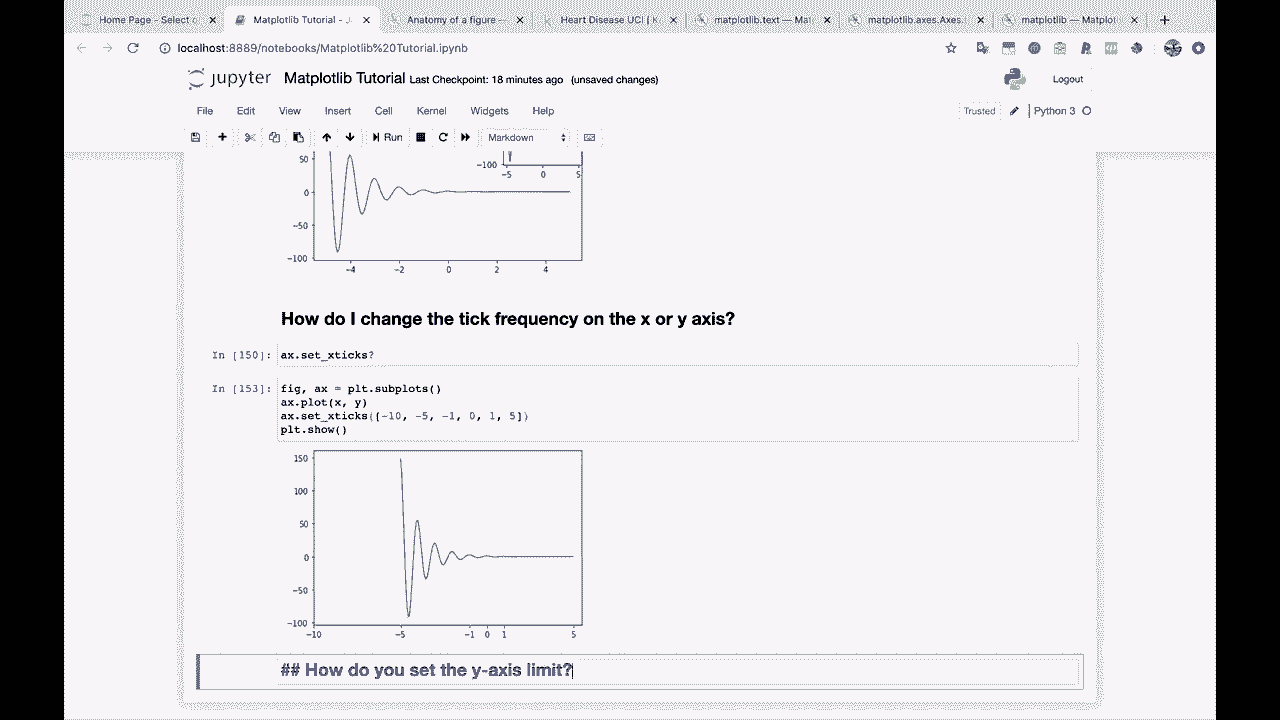 Home Page - Select o
Matplotlib Tutorial - J
Anatomy of a figure —
Heart Disease UCI | K
matplotlib.text — Mat
matplotlib.axes.Axes.
matplotlib — Matplot
localhost:8889/notebooks/Matplotlib%20Tutorial.ipynb
jupyter Matplotlib Tutorial Last Checkpoint: 18 minutes ago (unsaved changes)
Logout
File Edit View Insert Cell Kernel Widgets Help
Trusted
Python 3
Run
Markdown
50
0
-50
-100
-4 -2 0 2 4
-100
-5 0 5
How do I change the tick frequency on the x or y axis?
In [150]: ax.set_xticks?
In [153]: fig, ax = plt.subplots()
ax.plot(x, y)
ax.set_xticks([-10, -5, -1, 0, 1, 5])
plt.show()
150
100
50
0
-50
-100
-10 -5 -1 0 1 5
## How do you set the y-axis limit?